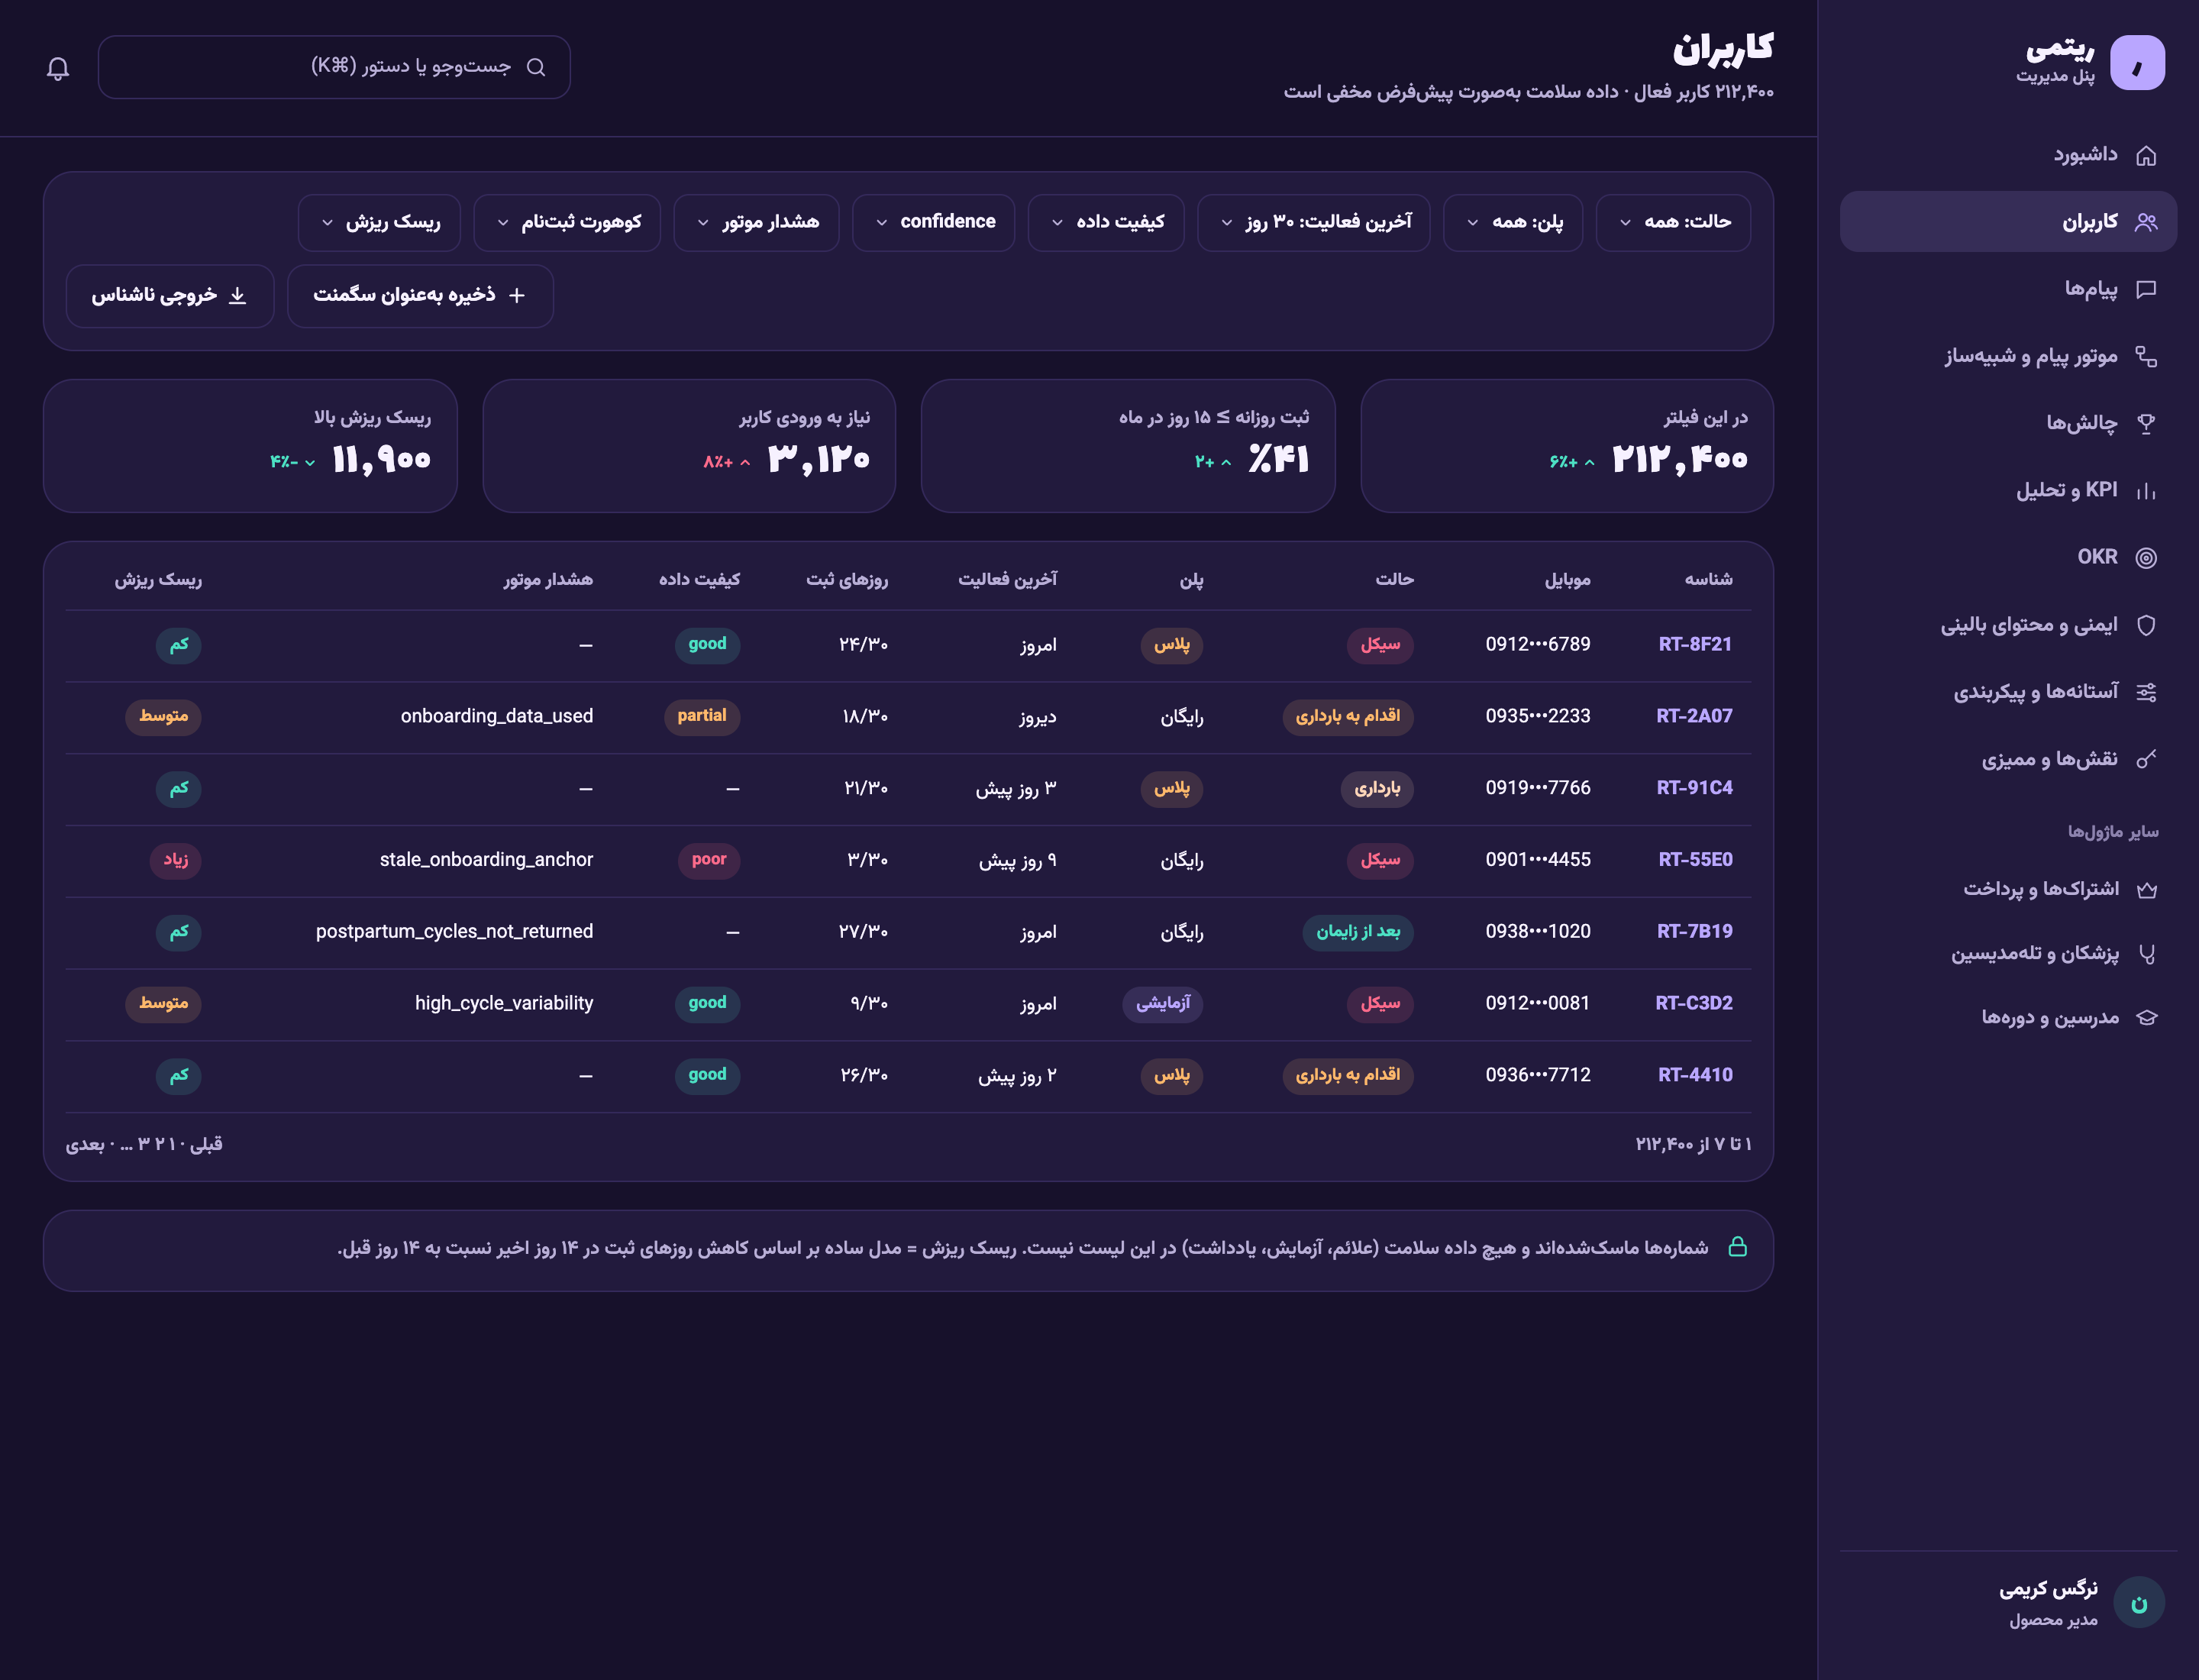 ر
ریتمی
پنل مدیریت
داشبورد
کاربران
پیام‌ها
موتور پیام و شبیه‌ساز
چالش‌ها
KPI و تحلیل
OKR
ایمنی و محتوای بالینی
آستانه‌ها و پیکربندی
نقش‌ها و ممیزی
سایر ماژول‌ها
اشتراک‌ها و پرداخت
پزشکان و تله‌مدیسین
مدرسین و دوره‌ها
ن
نرگس کریمی
مدیر محصول
کاربران
۲۱۲,۴۰۰ کاربر فعال · داده سلامت به‌صورت پیش‌فرض مخفی است
جست‌وجو یا دستور (⌘K)
حالت: همه
پلن: همه
آخرین فعالیت: ۳۰ روز
کیفیت داده
confidence
هشدار موتور
کوهورت ثبت‌نام
ریسک ریزش
ذخیره به‌عنوان سگمنت
خروجی ناشناس
در این فیلتر
۲۱۲,۴۰۰ +۶٪
ثبت روزانه ≥ ۱۵ روز در ماه
۴۱٪ +۲
نیاز به ورودی کاربر
۳,۱۲۰ +۸٪
ریسک ریزش بالا
۱۱,۹۰۰ -۴٪
شناسه موبایل حالت پلن آخرین فعالیت روزهای ثبت کیفیت داده هشدار موتور ریسک ریزش
RT-8F21 0912•••6789 سیکل پلاس امروز ۲۴/۳۰ good — کم
RT-2A07 0935•••2233 اقدام به بارداری رایگان دیروز ۱۸/۳۰ partial onboarding_data_used متوسط
RT-91C4 0919•••7766 بارداری پلاس ۳ روز پیش ۲۱/۳۰ — — کم
RT-55E0 0901•••4455 سیکل رایگان ۹ روز پیش ۳/۳۰ poor stale_onboarding_anchor زیاد
RT-7B19 0938•••1020 بعد از زایمان رایگان امروز ۲۷/۳۰ — postpartum_cycles_not_returned کم
RT-C3D2 0912•••0081 سیکل آزمایشی امروز ۹/۳۰ good high_cycle_variability متوسط
RT-4410 0936•••7712 اقدام به بارداری پلاس ۲ روز پیش ۲۶/۳۰ good — کم
۱ تا ۷ از ۲۱۲,۴۰۰
قبلی · ۱ ۲ ۳ … · بعدی
شماره‌ها ماسک‌شده‌اند و هیچ داده سلامت (علائم، آزمایش، یادداشت) در این لیست نیست. ریسک ریزش = مدل ساده بر اساس کاهش روزهای ثبت در ۱۴ روز اخیر نسبت به ۱۴ روز قبل.